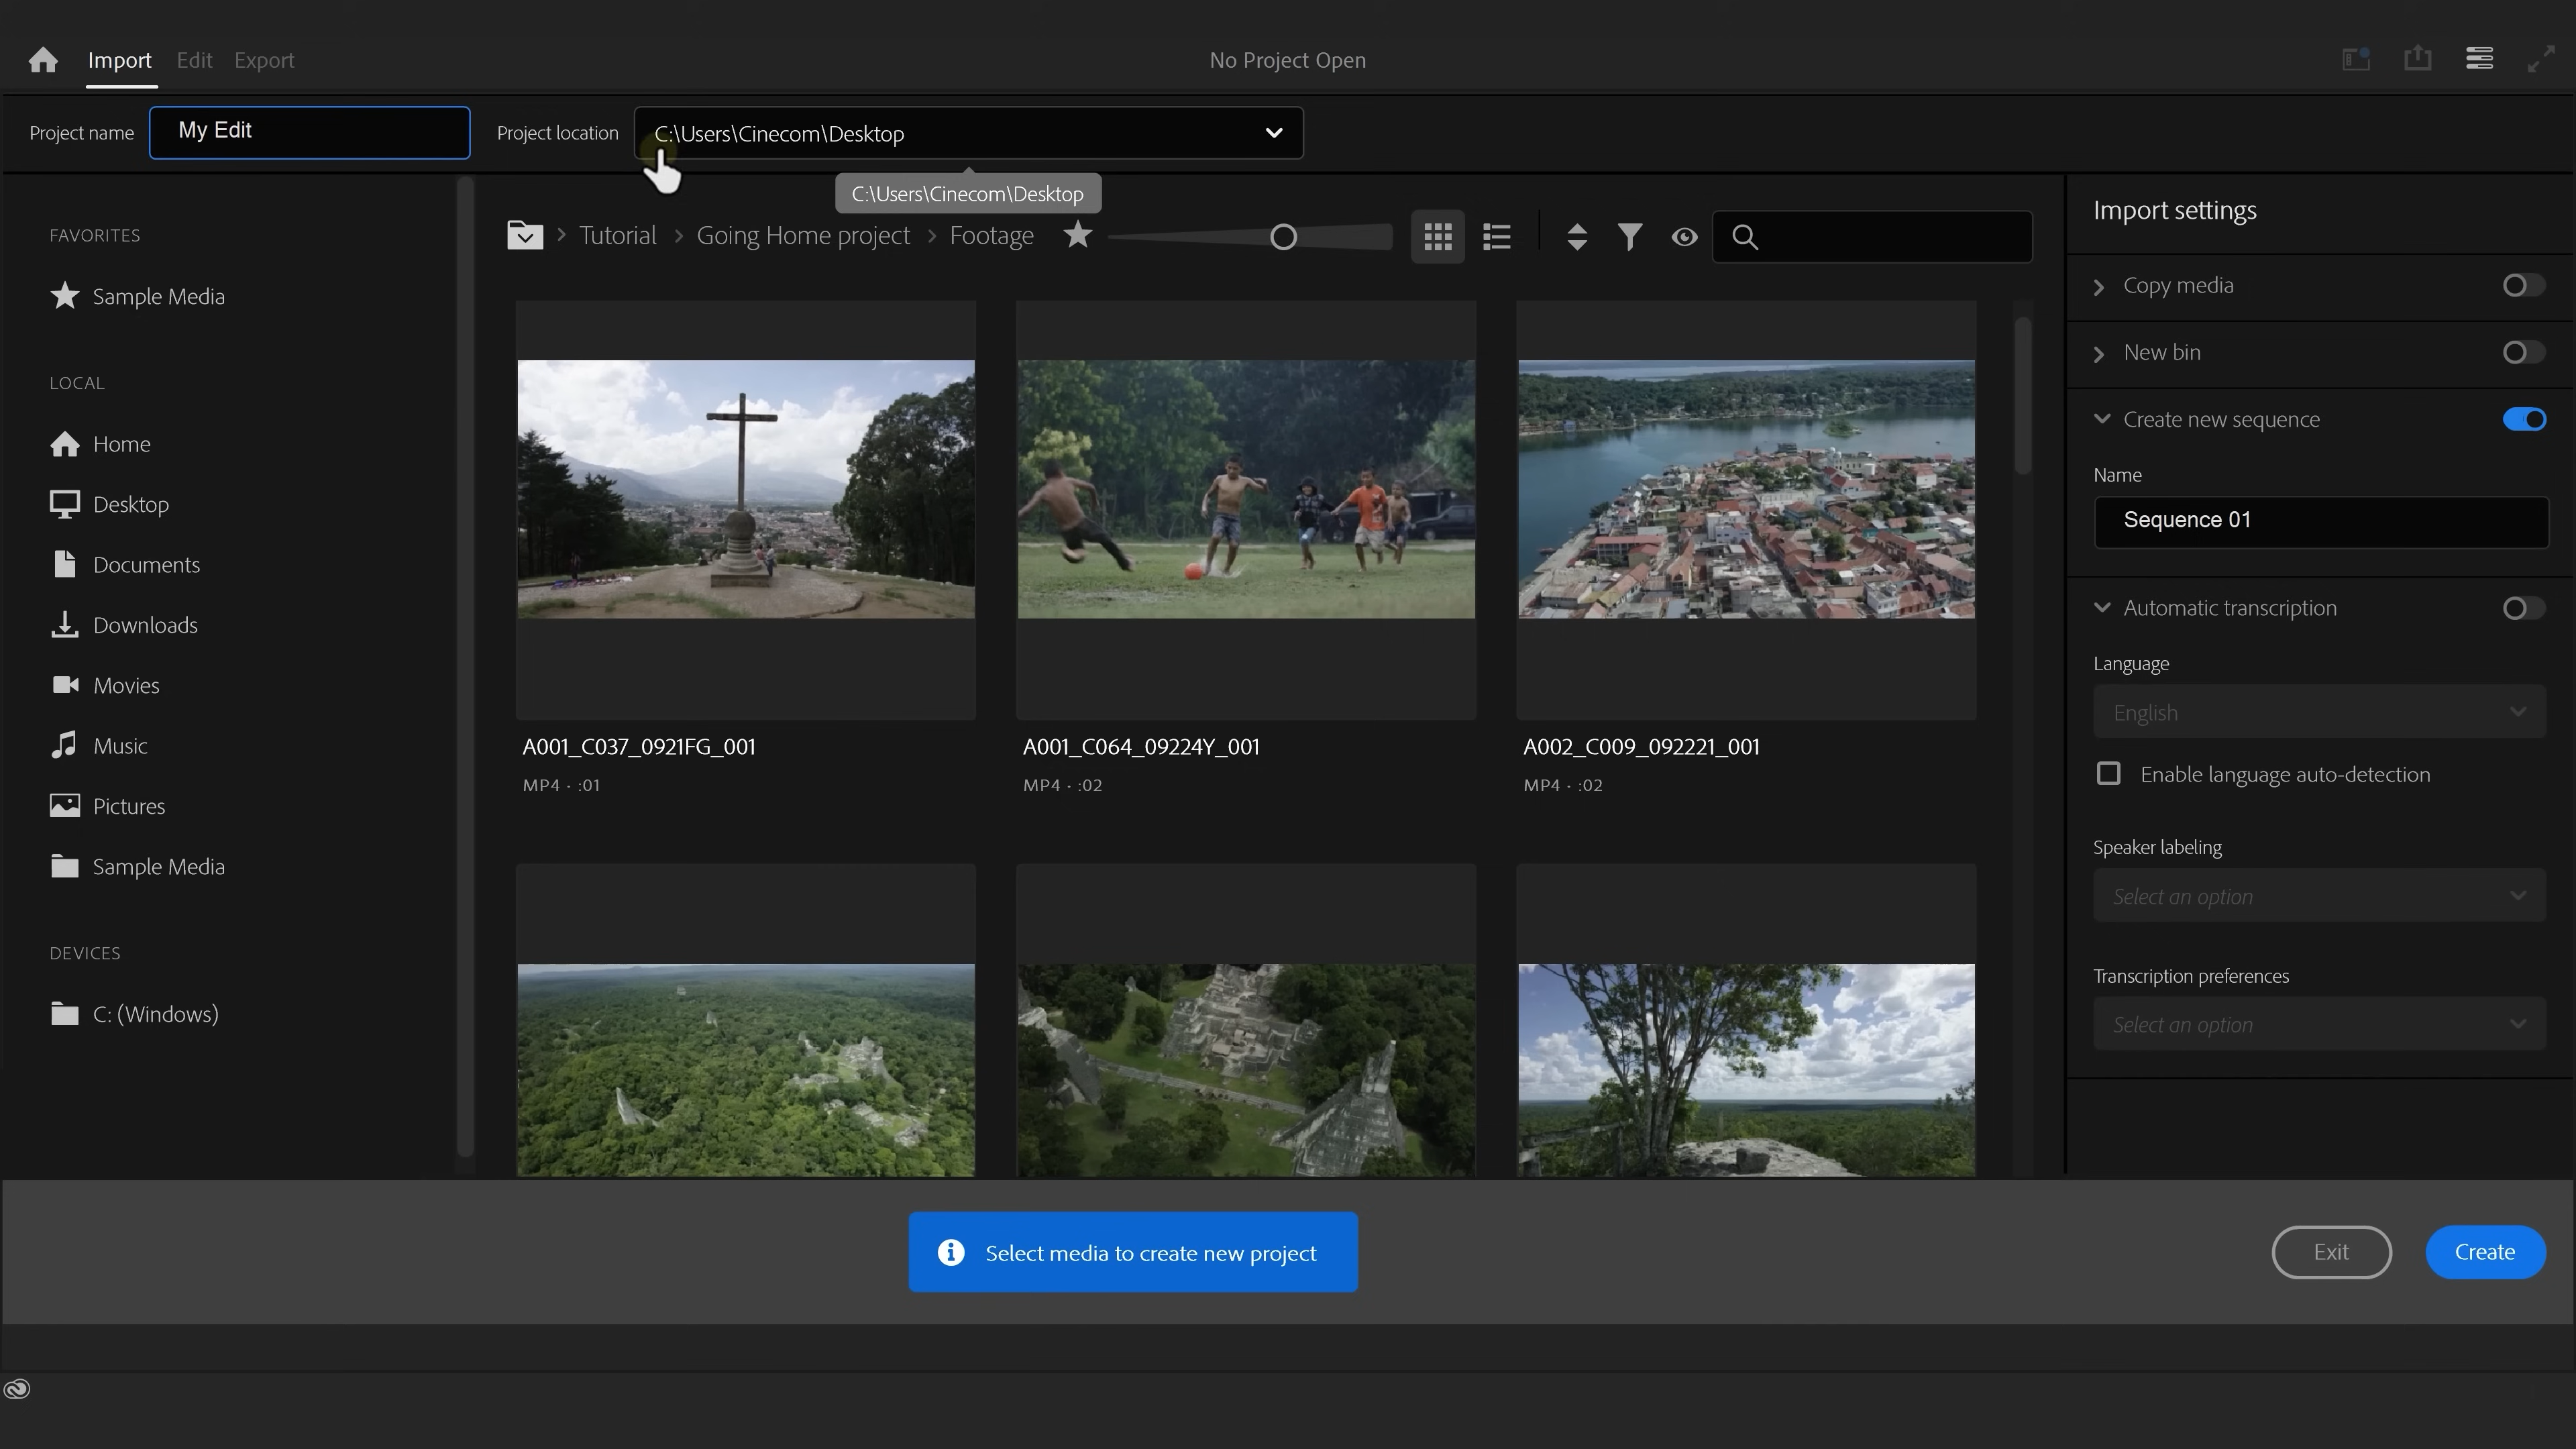 Import Edit Export
No Project Open
Project name
My Edit
Project location
C:\Users\Cinecom\Desktop
C:\Users\Cinecom\Desktop
FAVORITES
Sample Media
LOCAL
Home
Desktop
Documents
Downloads
Movies
Music
Pictures
Sample Media
DEVICES
C: (Windows)
Tutorial > Going Home project > Footage
A001_C037_0921FG_001
MP4 · :01
A001_C064_09224Y_001
MP4 · :02
A002_C009_092221_001
MP4 · :02
Import settings
Copy media
New bin
Create new sequence
Name
Sequence 01
Automatic transcription
Language
English
Enable language auto-detection
Speaker labeling
Select an option
Transcription preferences
Select an option
Select media to create new project
Exit
Create